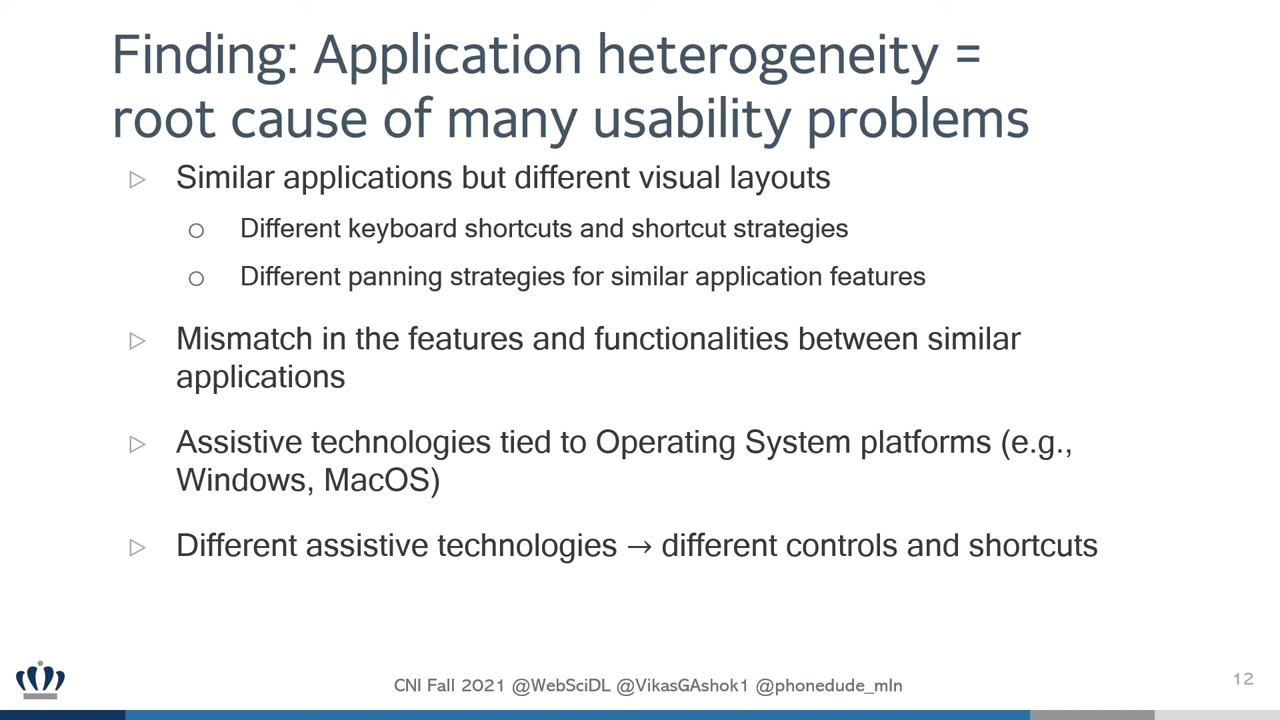 Finding: Application heterogeneity =
root cause of many usability problems
Similar applications but different visual layouts
Different keyboard shortcuts and shortcut strategies
Different panning strategies for similar application features
Mismatch in the features and functionalities between similar
applications
Assistive technologies tied to Operating System platforms (e.g.,
Windows, MacOS)
Different assistive technologies → different controls and shortcuts
CNI Fall 2021 @WebSciDL @VikasGAshok1 @phonedude_mln
12